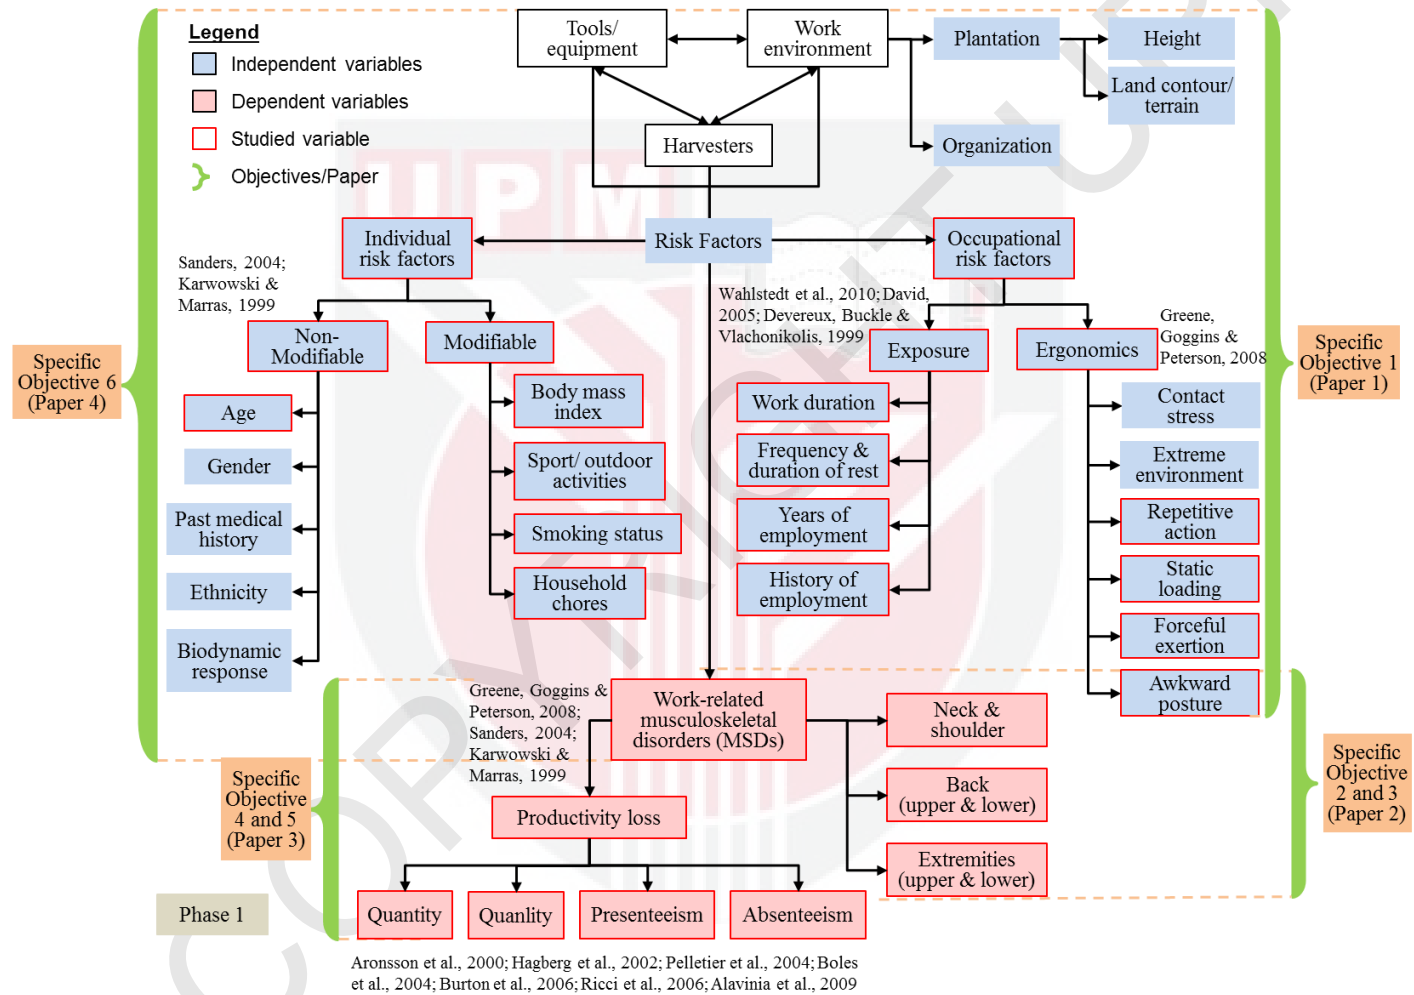 Legend
Independent variables
Dependent variables
Studied variable
Objectives/Paper
Tools/
equipment
Work
environment
Plantation
Height
Land contour/
terrain
Organization
Harvesters
UPM
Individual
risk factors
Risk Factors
Occupational
risk factors
Sanders, 2004;
Karwowski &
Marras, 1999
Wahlstedt et al., 2010; David,
2005; Devereux, Buckle &
Vlachonikolis, 1999
Greene,
Goggins &
Peterson, 2008
Non-
Modifiable
Modifiable
Exposure
Ergonomics
Specific
Objective 6
(Paper 4)
Specific
Objective 1
(Paper 1)
Age
Gender
Past medical
history
Ethnicity
Biodynamic
response
Body mass
index
Sport/ outdoor
activities
Smoking status
Household
chores
Work duration
Frequency &
duration of rest
Years of
employment
History of
employment
Contact
stress
Extreme
environment
Repetitive
action
Static
loading
Forceful
exertion
Awkward
posture
Greene, Goggins &
Peterson, 2008;
Sanders, 2004;
Karwowski &
Marras, 1999
Work-related
musculoskeletal
disorders (MSDs)
Neck &
shoulder
Back
(upper & lower)
Extremities
(upper & lower)
Specific
Objective
2 and 3
(Paper 2)
Specific
Objective
4 and 5
(Paper 3)
Productivity loss
Phase 1
Quantity
Quanlity
Presenteeism
Absenteeism
Aronsson et al., 2000; Hagberg et al., 2002; Pelletier et al., 2004; Boles
et al., 2004; Burton et al., 2006; Ricci et al., 2006; Alavinia et al., 2009
COPYRIGHT UP